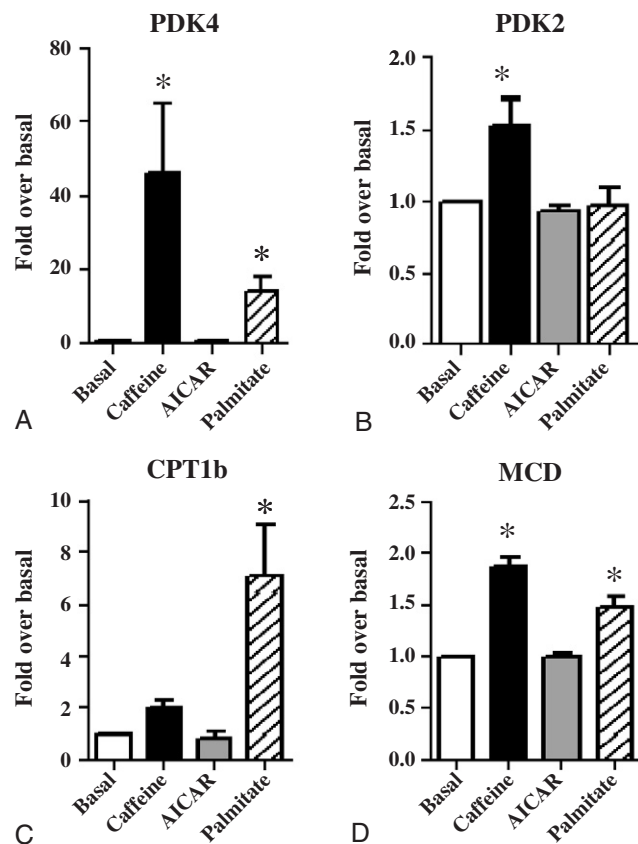 PDK4
Fold over basal
80
60
40
20
0
*
*
Basal
Caffeine
AICAR
Palmitate
A
PDK2
Fold over basal
2.0
1.5
1.0
0.5
0.0
*
Basal
Caffeine
AICAR
Palmitate
B
CPT1b
Fold over basal
10
8
6
4
2
0
*
Basal
Caffeine
AICAR
Palmitate
C
MCD
Fold over basal
2.5
2.0
1.5
1.0
0.5
0.0
*
*
Basal
Caffeine
AICAR
Palmitate
D